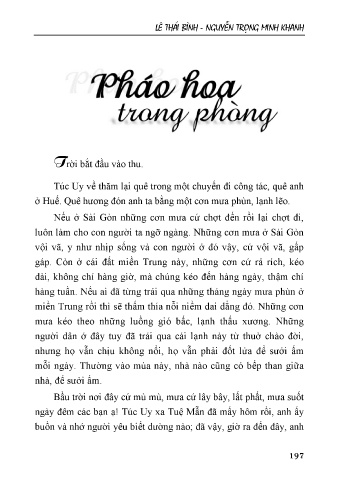 LÊ THÁI BÌNH - NGUYỄN TRỌNG MINH KHANH
Pháo hoa
trong phòng
Trời bắt đầu vào thu.
Túc Uy về thăm lại quê trong một chuyến đi công tác, quê anh
ở Huế. Quê hương đón anh ta bằng một cơn mưa phùn, lạnh lẽo.
Nếu ở Sài Gòn những cơn mưa cứ chợt đến rồi lại chợt đi,
luôn làm cho con người ta ngỡ ngàng. Những cơn mưa ở Sài Gòn
vội vã, y như nhịp sống và con người ở đó vậy, cứ vội vã, gấp
gáp. Còn ở cái đất miền Trung này, những cơn cứ rả rích, kéo
dài, không chỉ hàng giờ, mà chúng kéo đến hàng ngày, thậm chí
hàng tuần. Nếu ai đã từng trải qua những tháng ngày mưa phùn ở
miền Trung rồi thì sẽ thấm thía nỗi niềm dai dẳng đó. Những cơn
mưa kéo theo những luồng gió bấc, lạnh thấu xương. Những
người dân ở đây tuy đã trải qua cái lạnh này từ thuở chào đời,
nhưng họ vẫn chịu không nổi, họ vẫn phải đốt lửa để sưởi ấm
mỗi ngày. Thường vào mùa này, nhà nào cũng có bếp than giữa
nhà, để sưởi ấm.
Bầu trời nơi đây cứ mù mù, mưa cứ lây bây, lất phất, mưa suốt
ngày đêm các bạn ạ! Túc Uy xa Tuệ Mẫn đã mấy hôm rồi, anh ấy
buồn và nhớ người yêu biết dường nào; đã vậy, giờ ra đến đây, anh
197